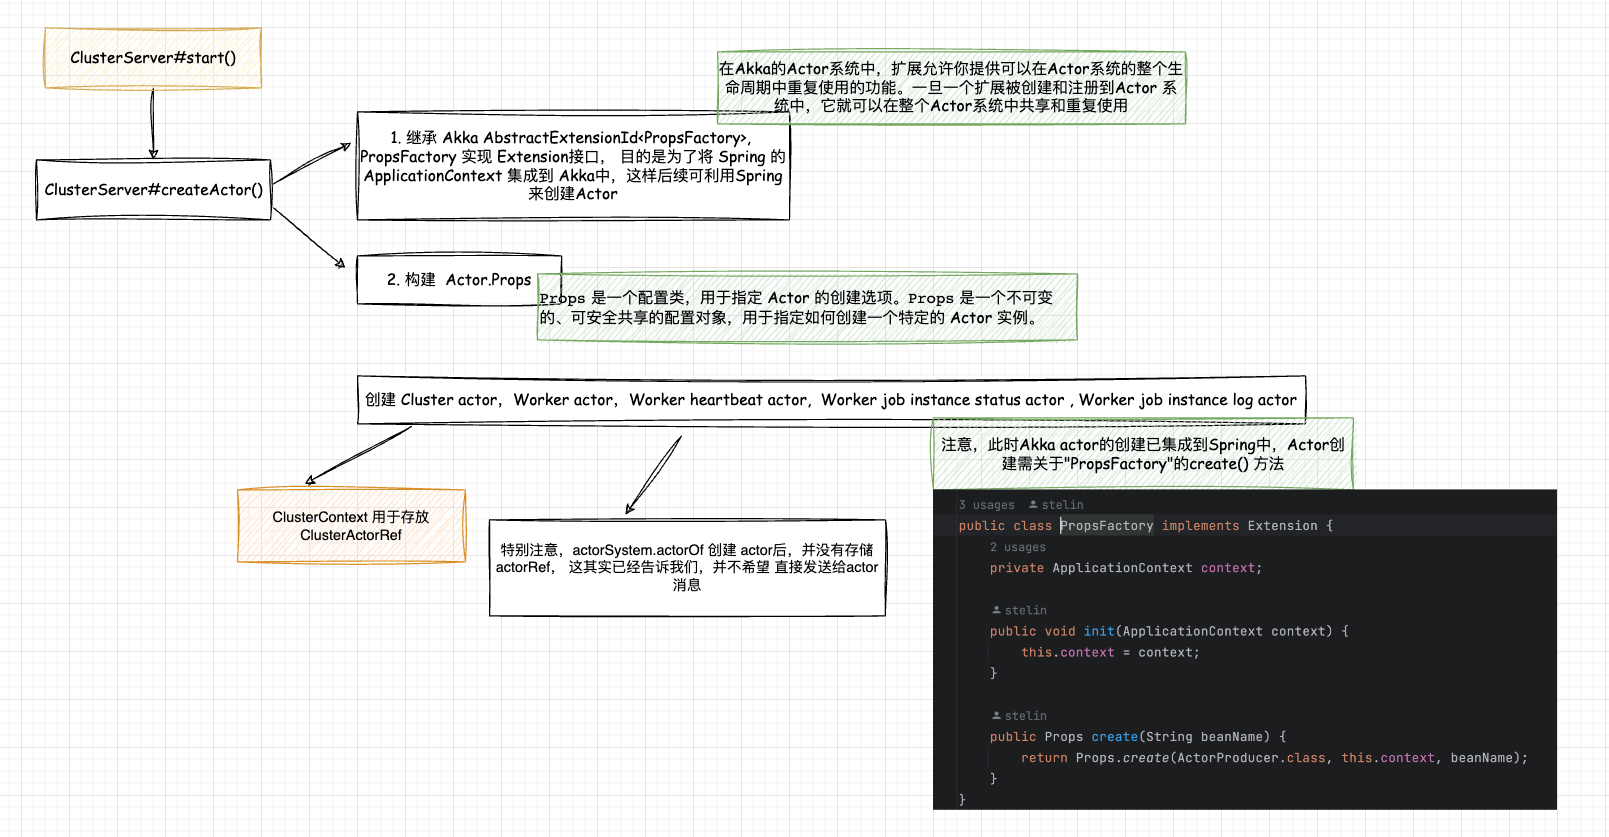 ClusterServer#start()
在Akka的Actor系统中，扩展允许你提供可以在Actor系统的整个生
命周期中重复使用的功能。一旦一个扩展被创建和注册到Actor 系
统中，它就可以在整个Actor系统中共享和重复使用
ClusterServer#createActor()
1. 继承 Akka AbstractExtensionId<PropsFactory>,
PropsFactory 实现 Extension接口， 目的是为了将 Spring 的
ApplicationContext 集成到 Akka中，这样后续可利用Spring
来创建Actor
2. 构建  Actor.Props
Props 是一个配置类，用于指定 Actor 的创建选项。Props 是一个不可变
的、可安全共享的配置对象，用于指定如何创建一个特定的 Actor 实例。
创建 Cluster actor，Worker actor，Worker heartbeat actor,  Worker job instance status actor , Worker job instance log actor
注意，此时Akka actor的创建已集成到Spring中，Actor创
建需关于"PropsFactory"的create() 方法
ClusterContext 用于存放
ClusterActorRef
特别注意，actorSystem.actorOf 创建 actor后，并没有存储
actorRef， 这其实已经告诉我们，并不希望 直接发送给actor
消息
3 usages  stelin
public class PropsFactory implements Extension {
2 usages
private ApplicationContext context;
stelin
public void init(ApplicationContext context) {
this.context = context;
}
stelin
public Props create(String beanName) {
return Props.create(ActorProducer.class, this.context, beanName);
}
}